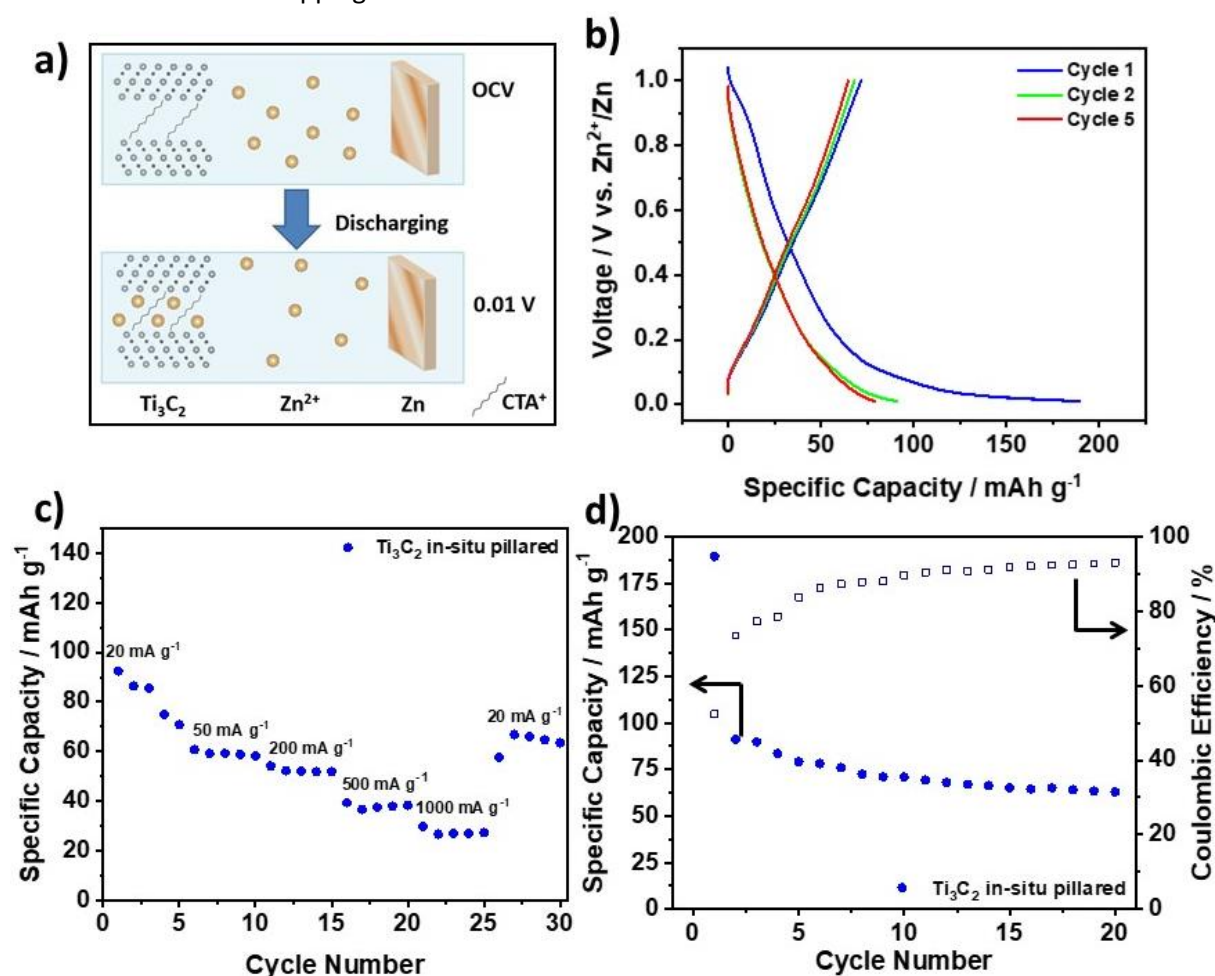 a)
OCV
Discharging
0.01 V
Ti₃C₂ Zn²⁺ Zn CTA⁺
b)
Cycle 1
Cycle 2
Cycle 5
Voltage / V vs. Zn²⁺/Zn
1.0
0.8
0.6
0.4
0.2
0.0
0 50 100 150 200
Specific Capacity / mAh g⁻¹
c)
Ti₃C₂ in-situ pillared
Specific Capacity / mAh g⁻¹
140
120
100
80
60
40
20
0
20 mA g⁻¹
50 mA g⁻¹
200 mA g⁻¹
500 mA g⁻¹
1000 mA g⁻¹
20 mA g⁻¹
0 5 10 15 20 25 30
Cycle Number
d)
Specific Capacity / mAh g⁻¹
200
175
150
125
100
75
50
25
0
Ti₃C₂ in-situ pillared
100
80
60
40
20
0
Coulombic Efficiency / %
0 5 10 15 20
Cycle Number